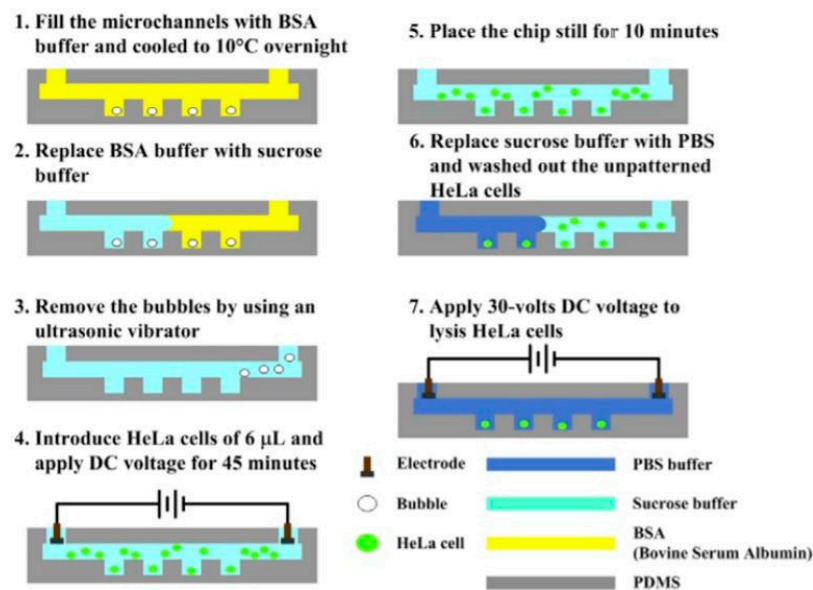 1. Fill the microchannels with BSA
buffer and cooled to 10°C overnight
2. Replace BSA buffer with sucrose
buffer
3. Remove the bubbles by using an
ultrasonic vibrator
4. Introduce HeLa cells of 6 μL and
apply DC voltage for 45 minutes
5. Place the chip still for 10 minutes
6. Replace sucrose buffer with PBS
and washed out the unpatterned
HeLa cells
7. Apply 30-volts DC voltage to
lysis HeLa cells
Electrode
Bubble
HeLa cell
PBS buffer
Sucrose buffer
BSA
(Bovine Serum Albumin)
PDMS